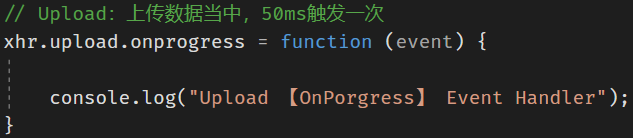 // Upload：上传数据当中，50ms触发一次
xhr.upload.onprogress = function (event) {
console.log("Upload 【OnPorgress】 Event Handler");
}